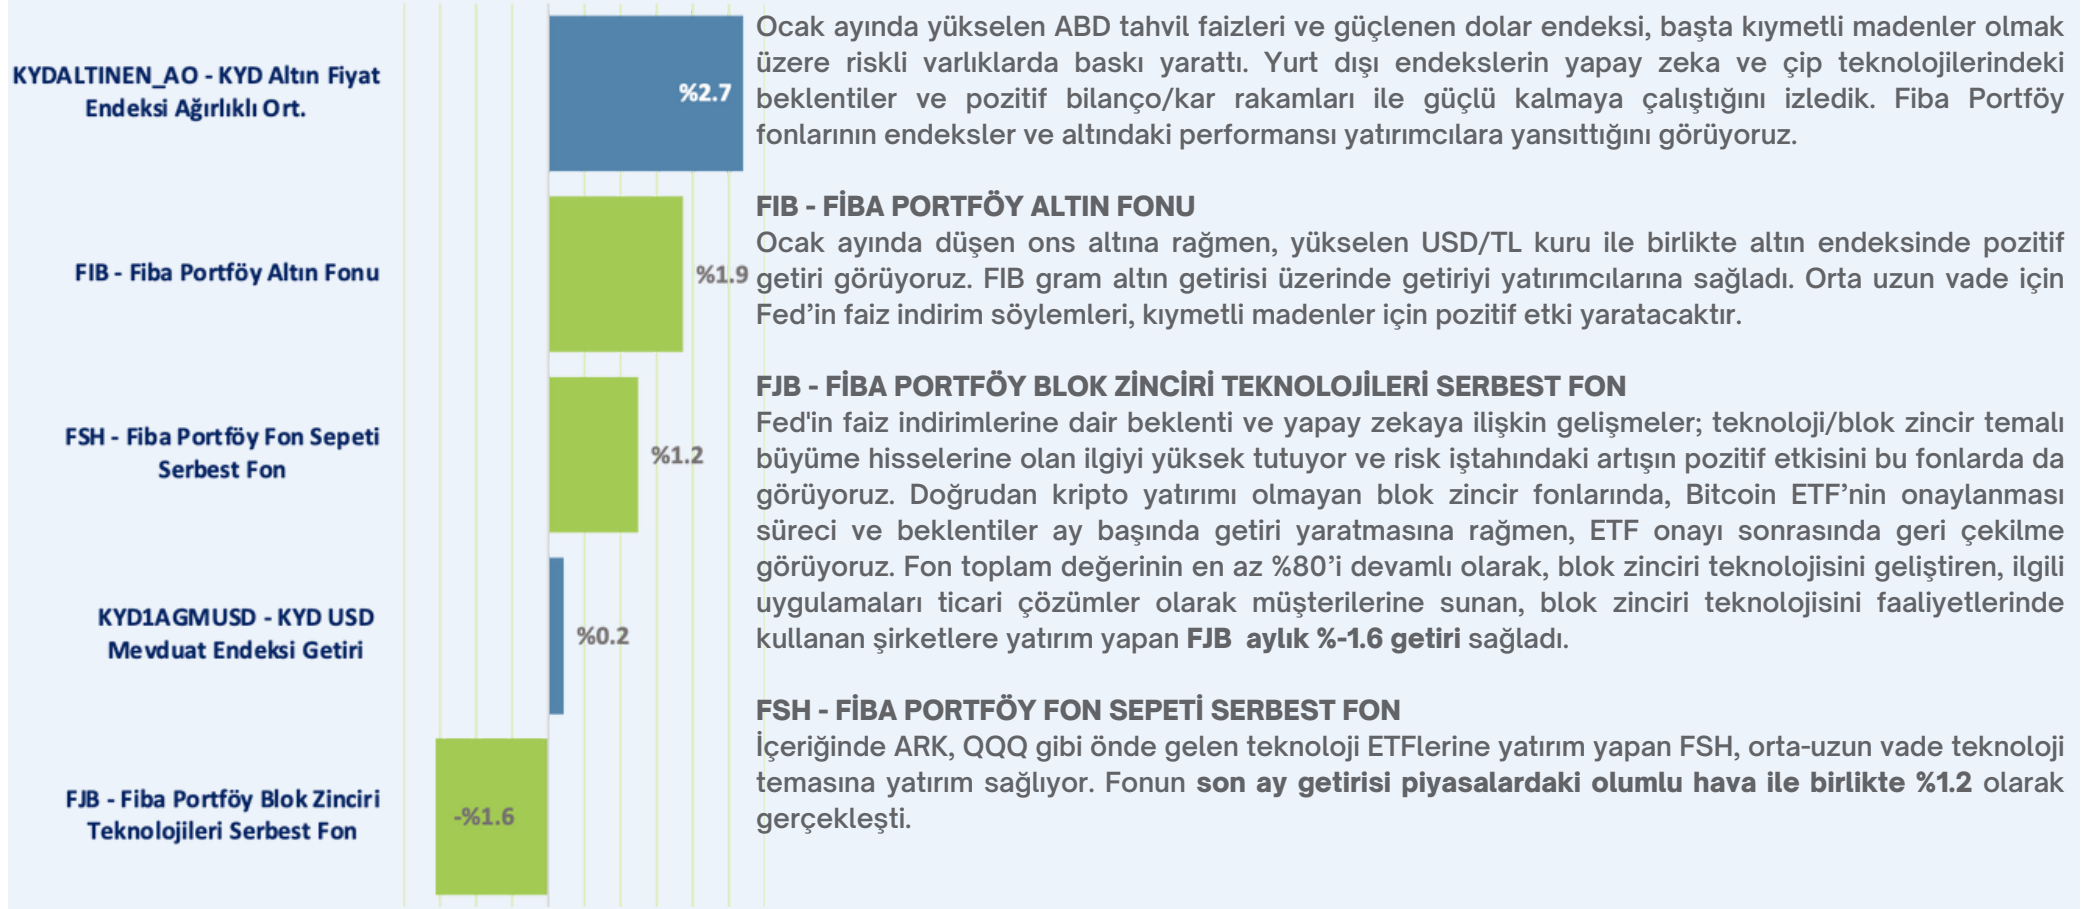 KYDALTINEN_AO - KYD Altın Fiyat
Endeksi Ağırlıklı Ort.
%2.7
FIB - Fiba Portföy Altın Fonu
%1.9
FSH - Fiba Portföy Fon Sepeti
Serbest Fon
%1.2
KYD1AGMUSD - KYD USD
Mevduat Endeksi Getiri
%0.2
FJB - Fiba Portföy Blok Zinciri
Teknolojileri Serbest Fon
-%1.6
Ocak ayında yükselen ABD tahvil faizleri ve güçlenen dolar endeksi, başta kıymetli madenler olmak
üzere riskli varlıklarda baskı yarattı. Yurt dışı endekslerin yapay zeka ve çip teknolojilerindeki
beklentiler ve pozitif bilanço/kar rakamları ile güçlü kalmaya çalıştığını izledik. Fiba Portföy
fonlarının endeksler ve altındaki performansı yatırımcılara yansıttığını görüyoruz.
FIB - FİBA PORTFÖY ALTIN FONU
Ocak ayında düşen ons altına rağmen, yükselen USD/TL kuru ile birlikte altın endeksinde pozitif
getiri görüyoruz. FIB gram altın getirisi üzerinde getiriyi yatırımcılarına sağladı. Orta uzun vade için
Fed’in faiz indirim söylemleri, kıymetli madenler için pozitif etki yaratacaktır.
FJB - FİBA PORTFÖY BLOK ZİNCİRİ TEKNOLOJİLERİ SERBEST FON
Fed'in faiz indirimlerine dair beklenti ve yapay zekaya ilişkin gelişmeler; teknoloji/blok zincir temalı
büyüme hisselerine olan ilgiyi yüksek tutuyor ve risk iştahındaki artışın pozitif etkisini bu fonlarda da
görüyoruz. Doğrudan kripto yatırımı olmayan blok zincir fonlarında, Bitcoin ETF’nin onaylanması
süreci ve beklentiler ay başında getiri yaratmasına rağmen, ETF onayı sonrasında geri çekilme
görüyoruz. Fon toplam değerinin en az %80’i devamlı olarak, blok zinciri teknolojisini geliştiren, ilgili
uygulamaları ticari çözümler olarak müşterilerine sunan, blok zinciri teknolojisini faaliyetlerinde
kullanan şirketlere yatırım yapan FJB aylık %-1.6 getiri sağladı.
FSH - FİBA PORTFÖY FON SEPETİ SERBEST FON
İçeriğinde ARK, QQQ gibi önde gelen teknoloji ETFlerine yatırım yapan FSH, orta-uzun vade teknoloji
temasına yatırım sağlıyor. Fonun son ay getirisi piyasalardaki olumlu hava ile birlikte %1.2 olarak
gerçekleşti.